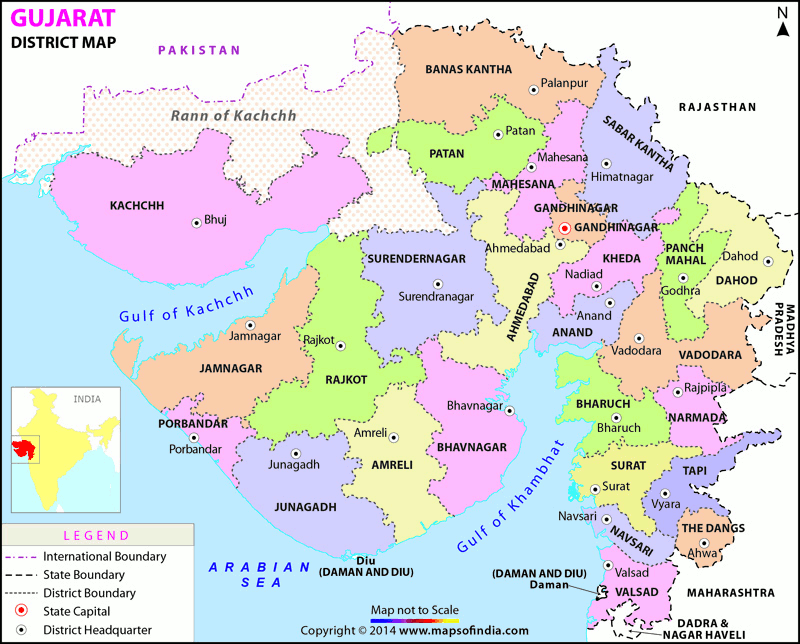 GUJARAT
DISTRICT MAP
PAKISTAN
N
RAJASTHAN
Rann of Kachchh
BANAS KANTHA
Palanpur
PATAN
Patan
SABAR KANTHA
Himatnagar
Mahesana
MAHESANA
KACHCHH
Bhuj
GANDHINAGAR
GANDHINAGAR
Ahmedabad
AHMEDABAD
SURENDERNAGAR
Surendranagar
KHEDA
Nadiad
PANCH
MAHAL
Godhra
Dahod
DAHOD
Anand
ANAND
Gulf of Kachchh
Jamnagar
JAMNAGAR
Rajkot
RAJKOT
Vadodara
VADODARA
MADHYA
PRADESH
INDIA
PORBANDAR
Porbandar
Junagadh
JUNAGADH
Amreli
AMRELI
Bhavnagar
BHAVNAGAR
BHARUCH
Bharuch
Rajpipla
NARMADA
Gulf of Khambhat
SURAT
Surat
TAPI
Vyara
Navsari
NAVSARI
THE DANGS
Ahwa
Valsad
VALSAD
(DAMAN AND DIU)
Daman
MAHARASHTRA
DADRA &
NAGAR HAVELI
ARABIAN
SEA
Diu
(DAMAN AND DIU)
LEGEND
International Boundary
State Boundary
District Boundary
State Capital
District Headquarter
Map not to Scale
Copyright © 2014 www.mapsofindia.com